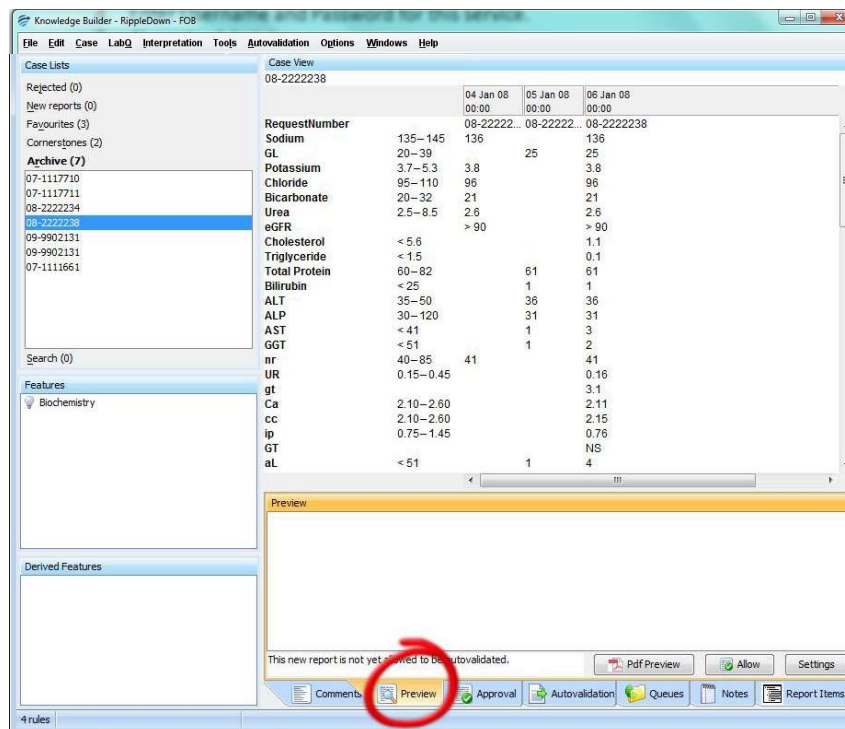 Enter Username and Password for this service.
Knowledge Builder - RippleDown - FOB
File Edit Case LabQ Interpretation Tools Autovalidation Options Windows Help
Case Lists
Rejected (0)
New reports (0)
Favourites (3)
Cornerstones (2)
Archive (7)
07-1117710
07-1117711
08-2222234
08-2222238
09-9902131
09-9902131
07-1111661
Search (0)
Features
Biochemistry
Derived Features
Case View
08-2222238
04 Jan 08 05 Jan 08 06 Jan 08
00:00 00:00 00:00
RequestNumber 08-22222... 08-22222... 08-2222238
Sodium 135–145 136 136
GL 20–39 25 25
Potassium 3.7–5.3 3.8 3.8
Chloride 95–110 96 96
Bicarbonate 20–32 21 21
Urea 2.5–8.5 2.6 2.6
eGFR > 90 > 90
Cholesterol < 5.6 1.1
Triglyceride < 1.5 0.1
Total Protein 60–82 61 61
Bilirubin < 25 1 1
ALT 35–50 36 36
ALP 30–120 31 31
AST < 41 1 3
GGT < 51 1 2
nr 40–85 41 41
UR 0.15–0.45 0.16
gt 3.1
Ca 2.10–2.60 2.11
cc 2.10–2.60 2.15
ip 0.75–1.45 0.76
GT NS
aL < 51 1 4
Preview
This new report is not yet allowed to be autovalidated.
Pdf Preview Allow Settings
Comments Preview Approval Autovalidation Queues Notes Report Items
4 rules